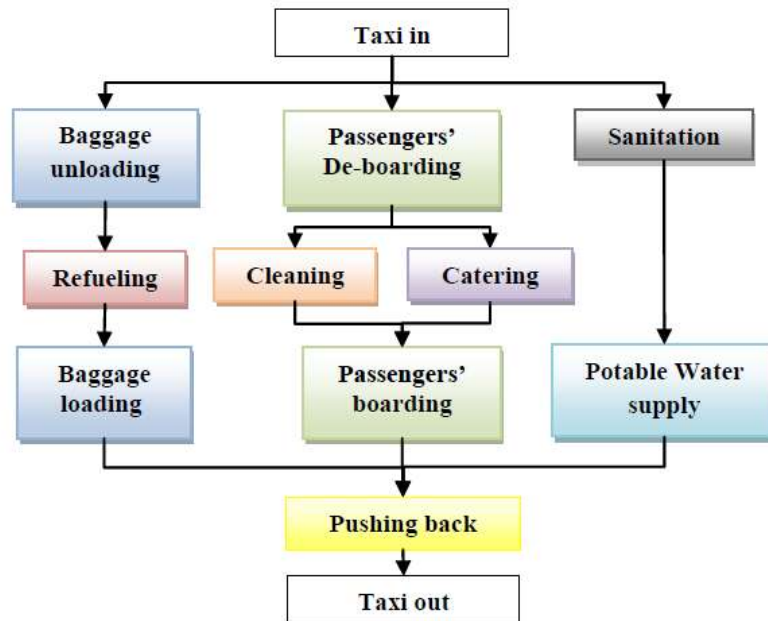 Taxi in
Baggage
unloading
Passengers’
De-boarding
Sanitation
Refueling
Cleaning
Catering
Baggage
loading
Passengers’
boarding
Potable Water
supply
Pushing back
Taxi out